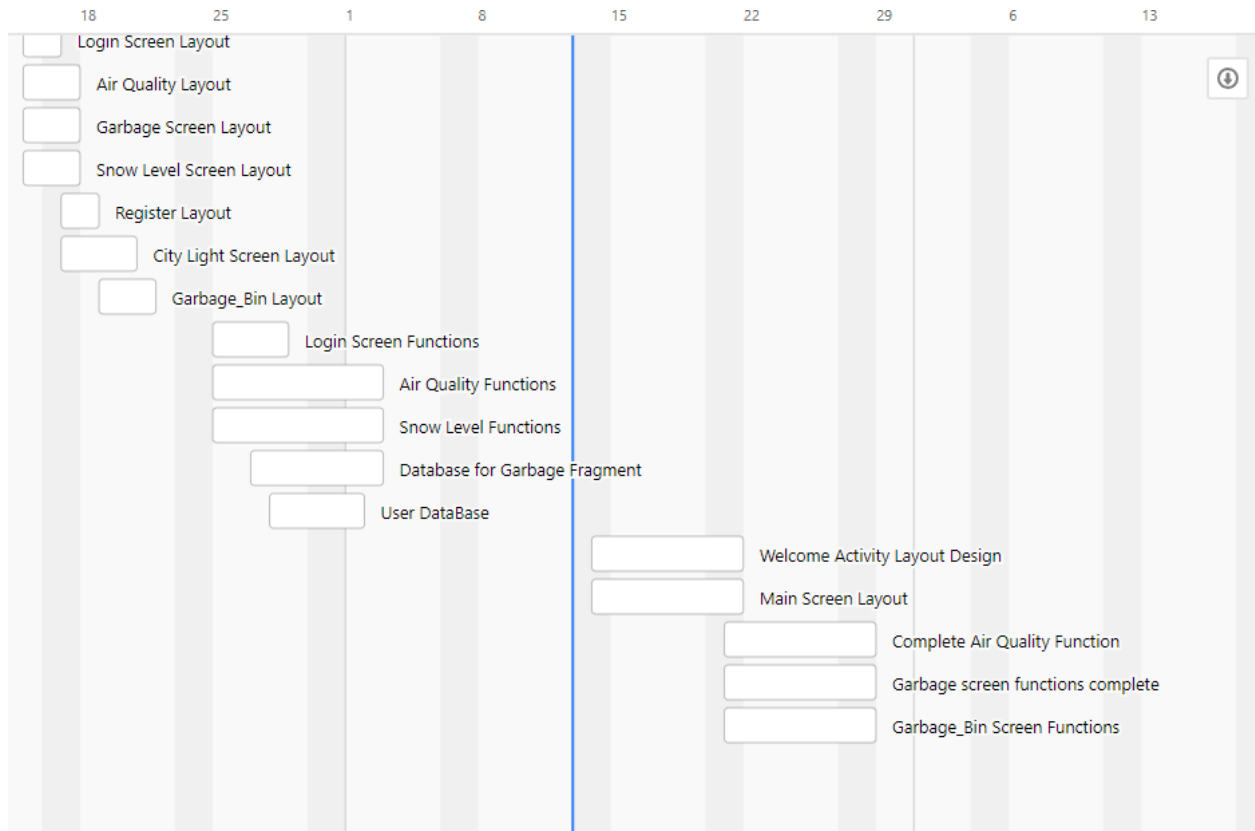 18 25 1 8 15 22 29 6 13
Login Screen Layout
Air Quality Layout
Garbage Screen Layout
Snow Level Screen Layout
Register Layout
City Light Screen Layout
Garbage_Bin Layout
Login Screen Functions
Air Quality Functions
Snow Level Functions
Database for Garbage Fragment
User DataBase
Welcome Activity Layout Design
Main Screen Layout
Complete Air Quality Function
Garbage screen functions complete
Garbage_Bin Screen Functions